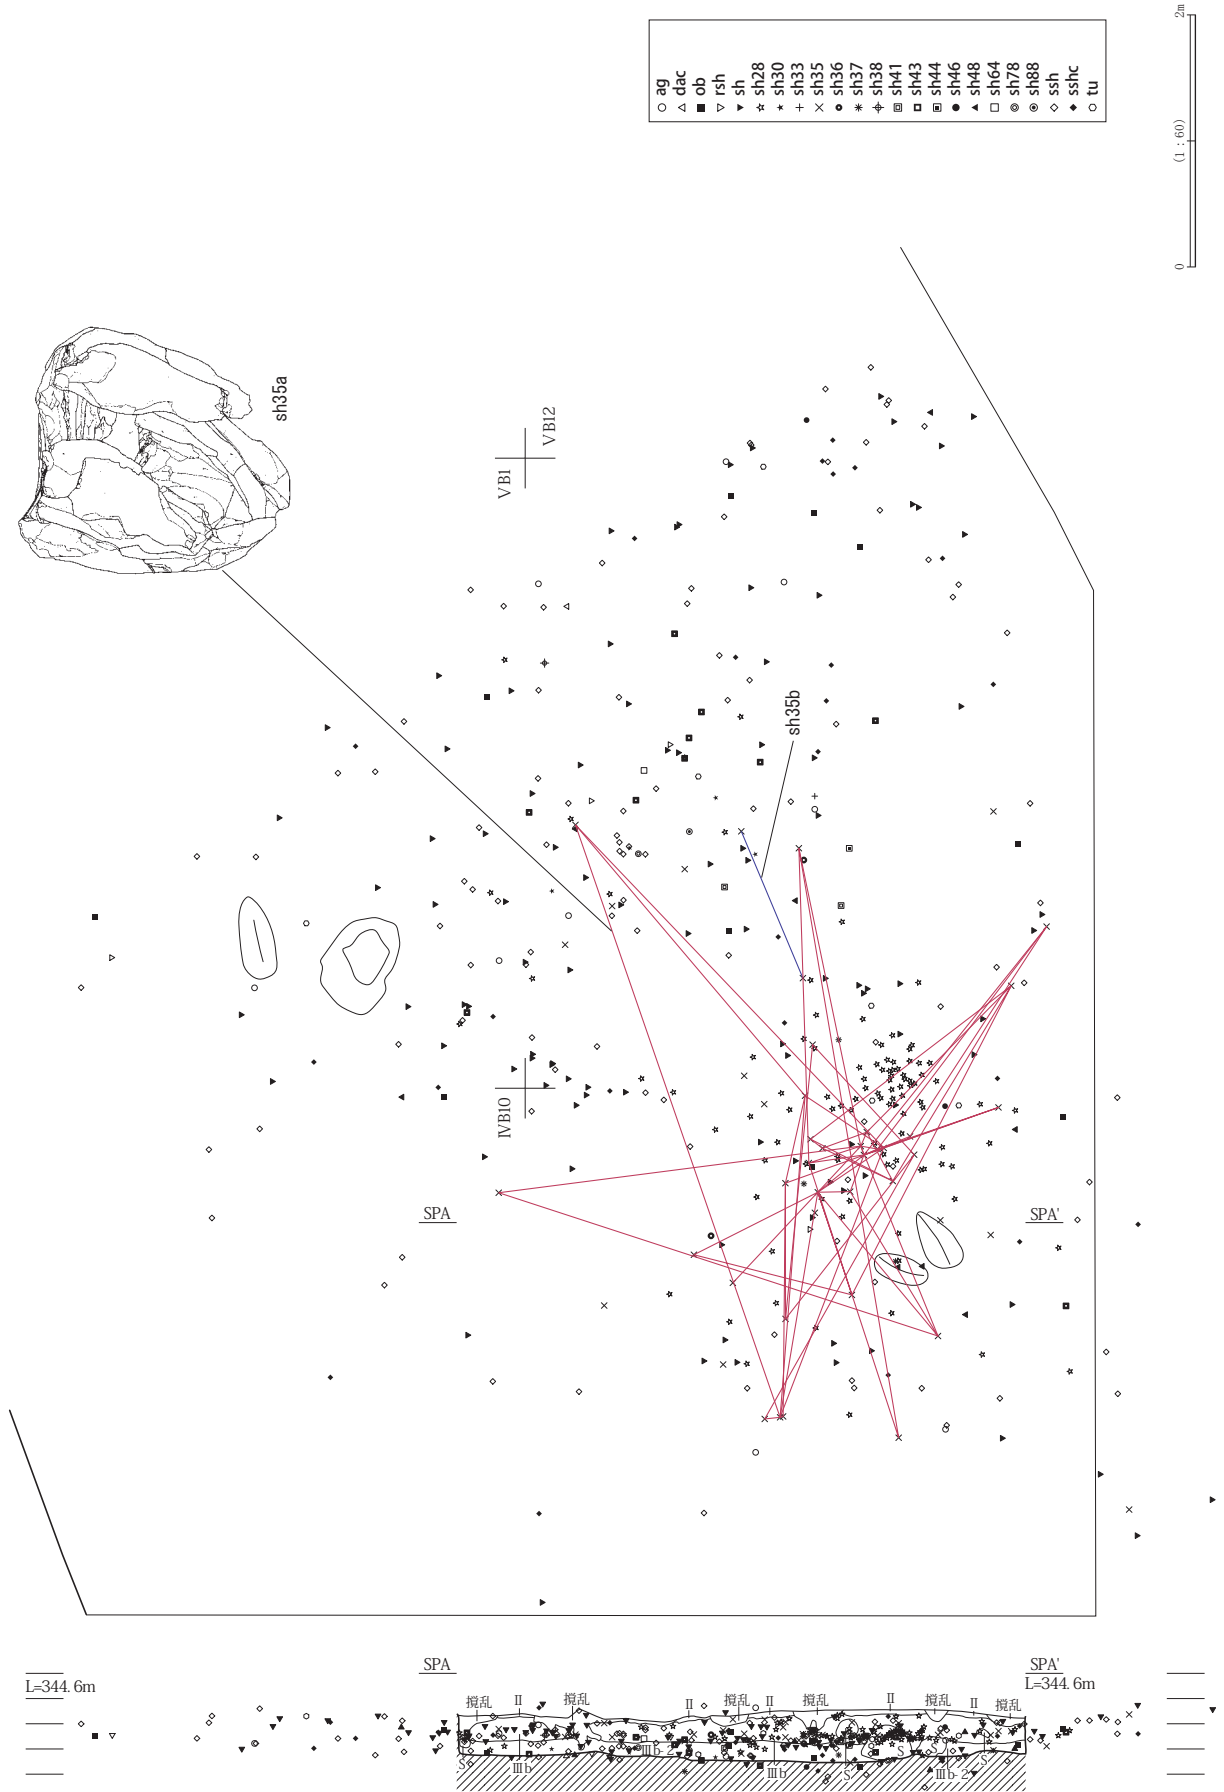 2m
(1：60)
0
ag
dac
ob
rsh
sh
sh28
sh30
sh33
sh35
sh36
sh37
sh38
sh41
sh43
sh44
sh46
sh48
sh64
sh78
sh88
ssh
sshc
tu
sh35a
VB1
VB12
sh35b
IVB10
SPA
SPA'
SPA
SPA'
L=344.6m
L=344.6m
撹乱
II
撹乱
II
撹乱
II
撹乱
II
撹乱
II
撹乱
S
IIIb
IIIb-2
IIIb
S
S
S
IIIb-2
S